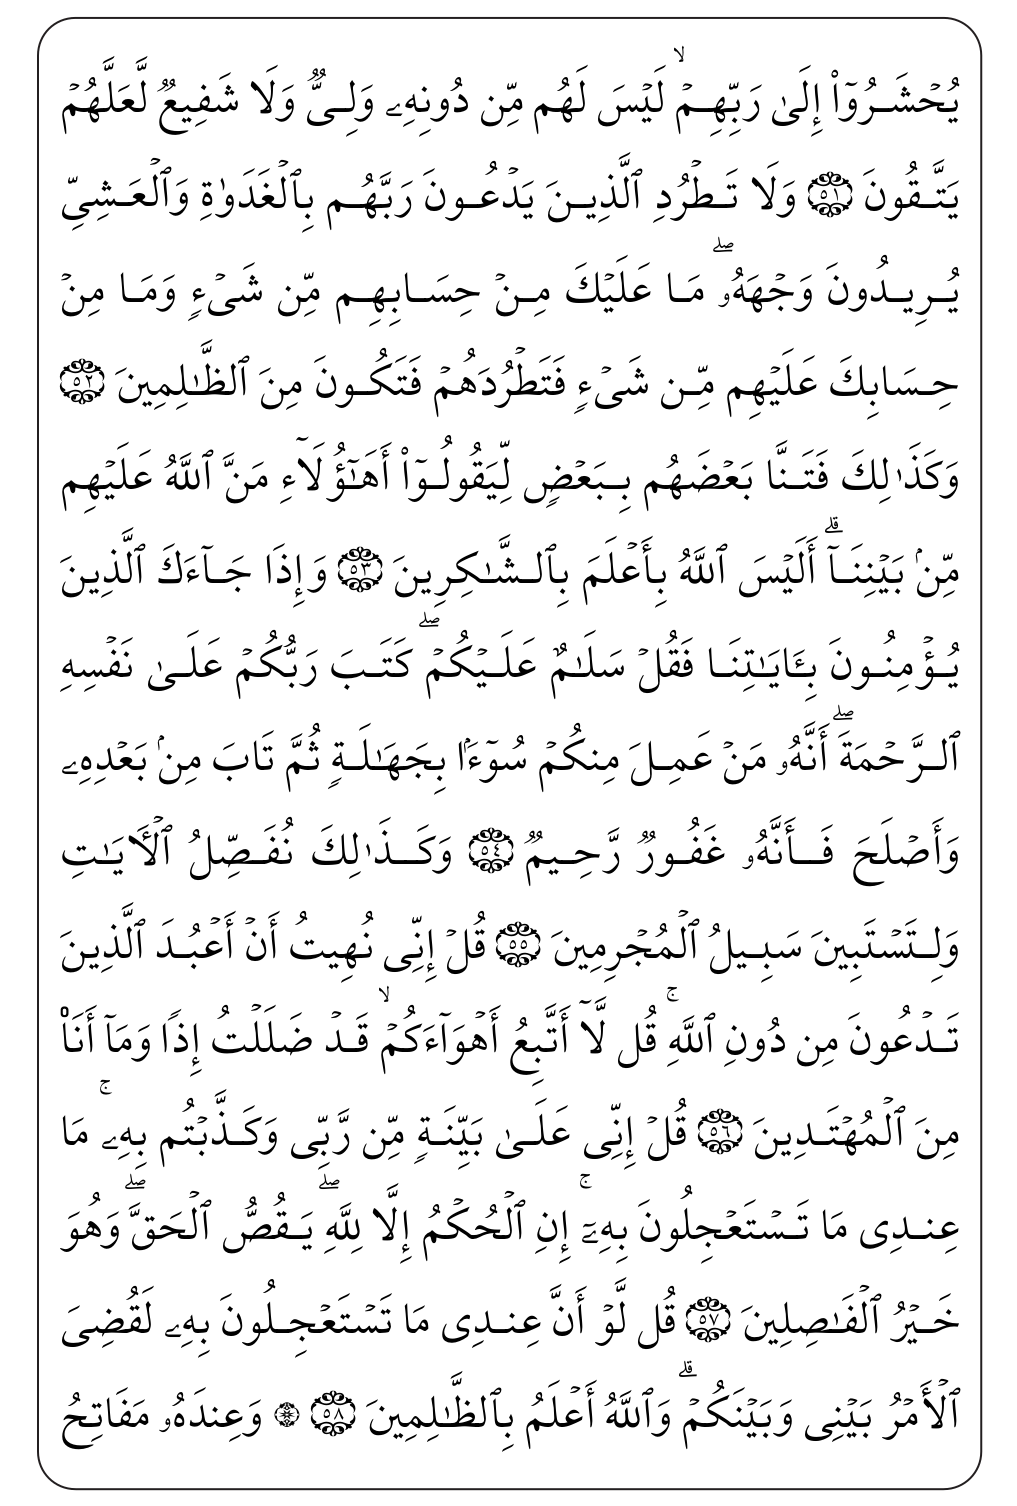 يُحْشَرُوٓا۟ إِلَىٰ رَبِّهِمْ ۙ لَيْسَ لَهُم مِّن دُونِهِۦ وَلِىٌّ وَلَا شَفِيعٌ لَّعَلَّهُمْ
يَتَّقُونَ ٥١ وَلَا تَطْرُدِ ٱلَّذِينَ يَدْعُونَ رَبَّهُم بِٱلْغَدَوٰةِ وَٱلْعَشِىِّ
يُرِيدُونَ وَجْهَهُۥ ۖ مَا عَلَيْكَ مِنْ حِسَابِهِم مِّن شَىْءٍ وَمَا مِنْ
حِسَابِكَ عَلَيْهِم مِّن شَىْءٍ فَتَطْرُدَهُمْ فَتَكُونَ مِنَ ٱلظَّـٰلِمِينَ ٥٢
وَكَذَٰلِكَ فَتَنَّا بَعْضَهُم بِبَعْضٍ لِّيَقُولُوٓا۟ أَهَـٰٓؤُلَآءِ مَنَّ ٱللَّهُ عَلَيْهِم
مِّنۢ بَيْنِنَآ ۗ أَلَيْسَ ٱللَّهُ بِأَعْلَمَ بِٱلشَّـٰكِرِينَ ٥٣ وَإِذَا جَآءَكَ ٱلَّذِينَ
يُؤْمِنُونَ بِـَٔايَـٰتِنَا فَقُلْ سَلَـٰمٌ عَلَيْكُمْ ۖ كَتَبَ رَبُّكُمْ عَلَىٰ نَفْسِهِ
ٱلرَّحْمَةَ ۖ أَنَّهُۥ مَنْ عَمِلَ مِنكُمْ سُوٓءًۢا بِجَهَـٰلَةٍ ثُمَّ تَابَ مِنۢ بَعْدِهِۦ
وَأَصْلَحَ فَأَنَّهُۥ غَفُورٌ رَّحِيمٌ ٥٤ وَكَذَٰلِكَ نُفَصِّلُ ٱلْـَٔايَـٰتِ
وَلِتَسْتَبِينَ سَبِيلُ ٱلْمُجْرِمِينَ ٥٥ قُلْ إِنِّى نُهِيتُ أَنْ أَعْبُدَ ٱلَّذِينَ
تَدْعُونَ مِن دُونِ ٱللَّهِ ۚ قُل لَّآ أَتَّبِعُ أَهْوَآءَكُمْ ۙ قَدْ ضَلَلْتُ إِذًا وَمَآ أَنَا۠
مِنَ ٱلْمُهْتَدِينَ ٥٦ قُلْ إِنِّى عَلَىٰ بَيِّنَةٍ مِّن رَّبِّى وَكَذَّبْتُم بِهِۦ ۚ مَا
عِندِى مَا تَسْتَعْجِلُونَ بِهِۦٓ ۚ إِنِ ٱلْحُكْمُ إِلَّا لِلَّهِ ۖ يَقُصُّ ٱلْحَقَّ ۖ وَهُوَ
خَيْرُ ٱلْفَـٰصِلِينَ ٥٧ قُل لَّوْ أَنَّ عِندِى مَا تَسْتَعْجِلُونَ بِهِۦ لَقُضِىَ
ٱلْأَمْرُ بَيْنِى وَبَيْنَكُمْ ۗ وَٱللَّهُ أَعْلَمُ بِٱلظَّـٰلِمِينَ ٥٨ ۞ وَعِندَهُۥ مَفَاتِحُ